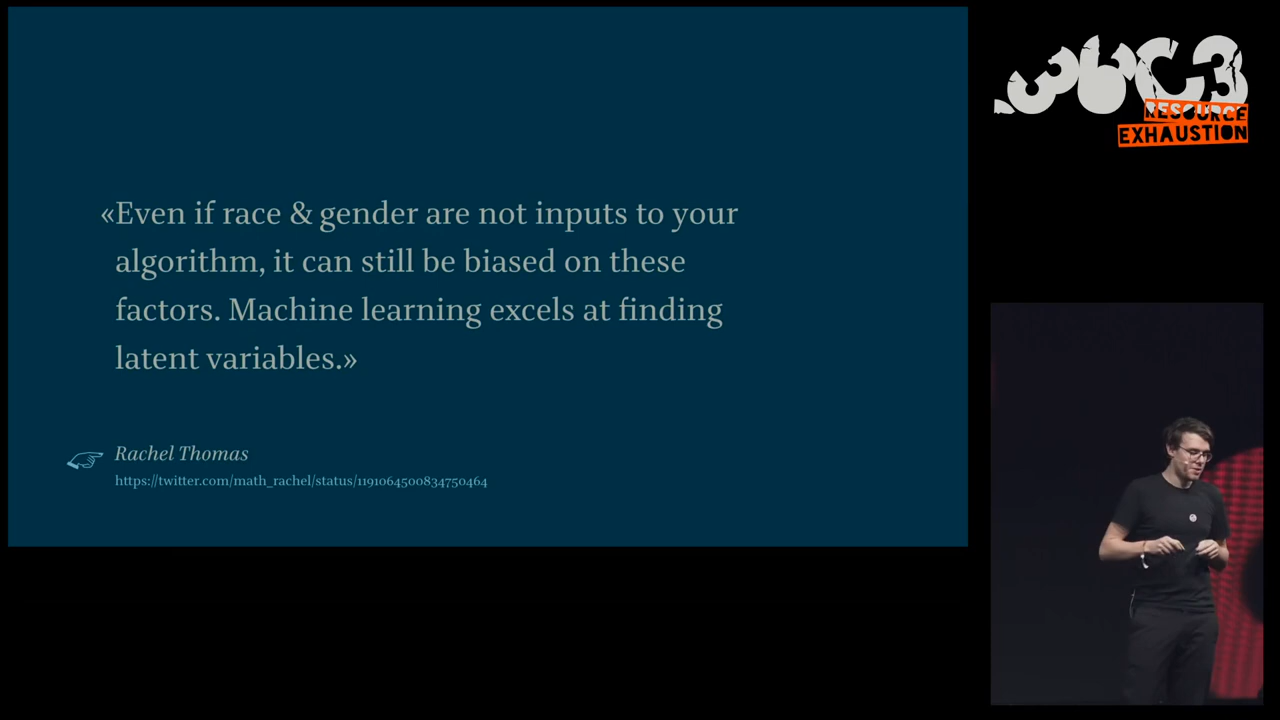 «Even if race & gender are not inputs to your
algorithm, it can still be biased on these
factors. Machine learning excels at finding
latent variables.»
Rachel Thomas
https://twitter.com/math_rachel/status/1191064500834750464
36C3
RESOURCE
EXHAUSTION